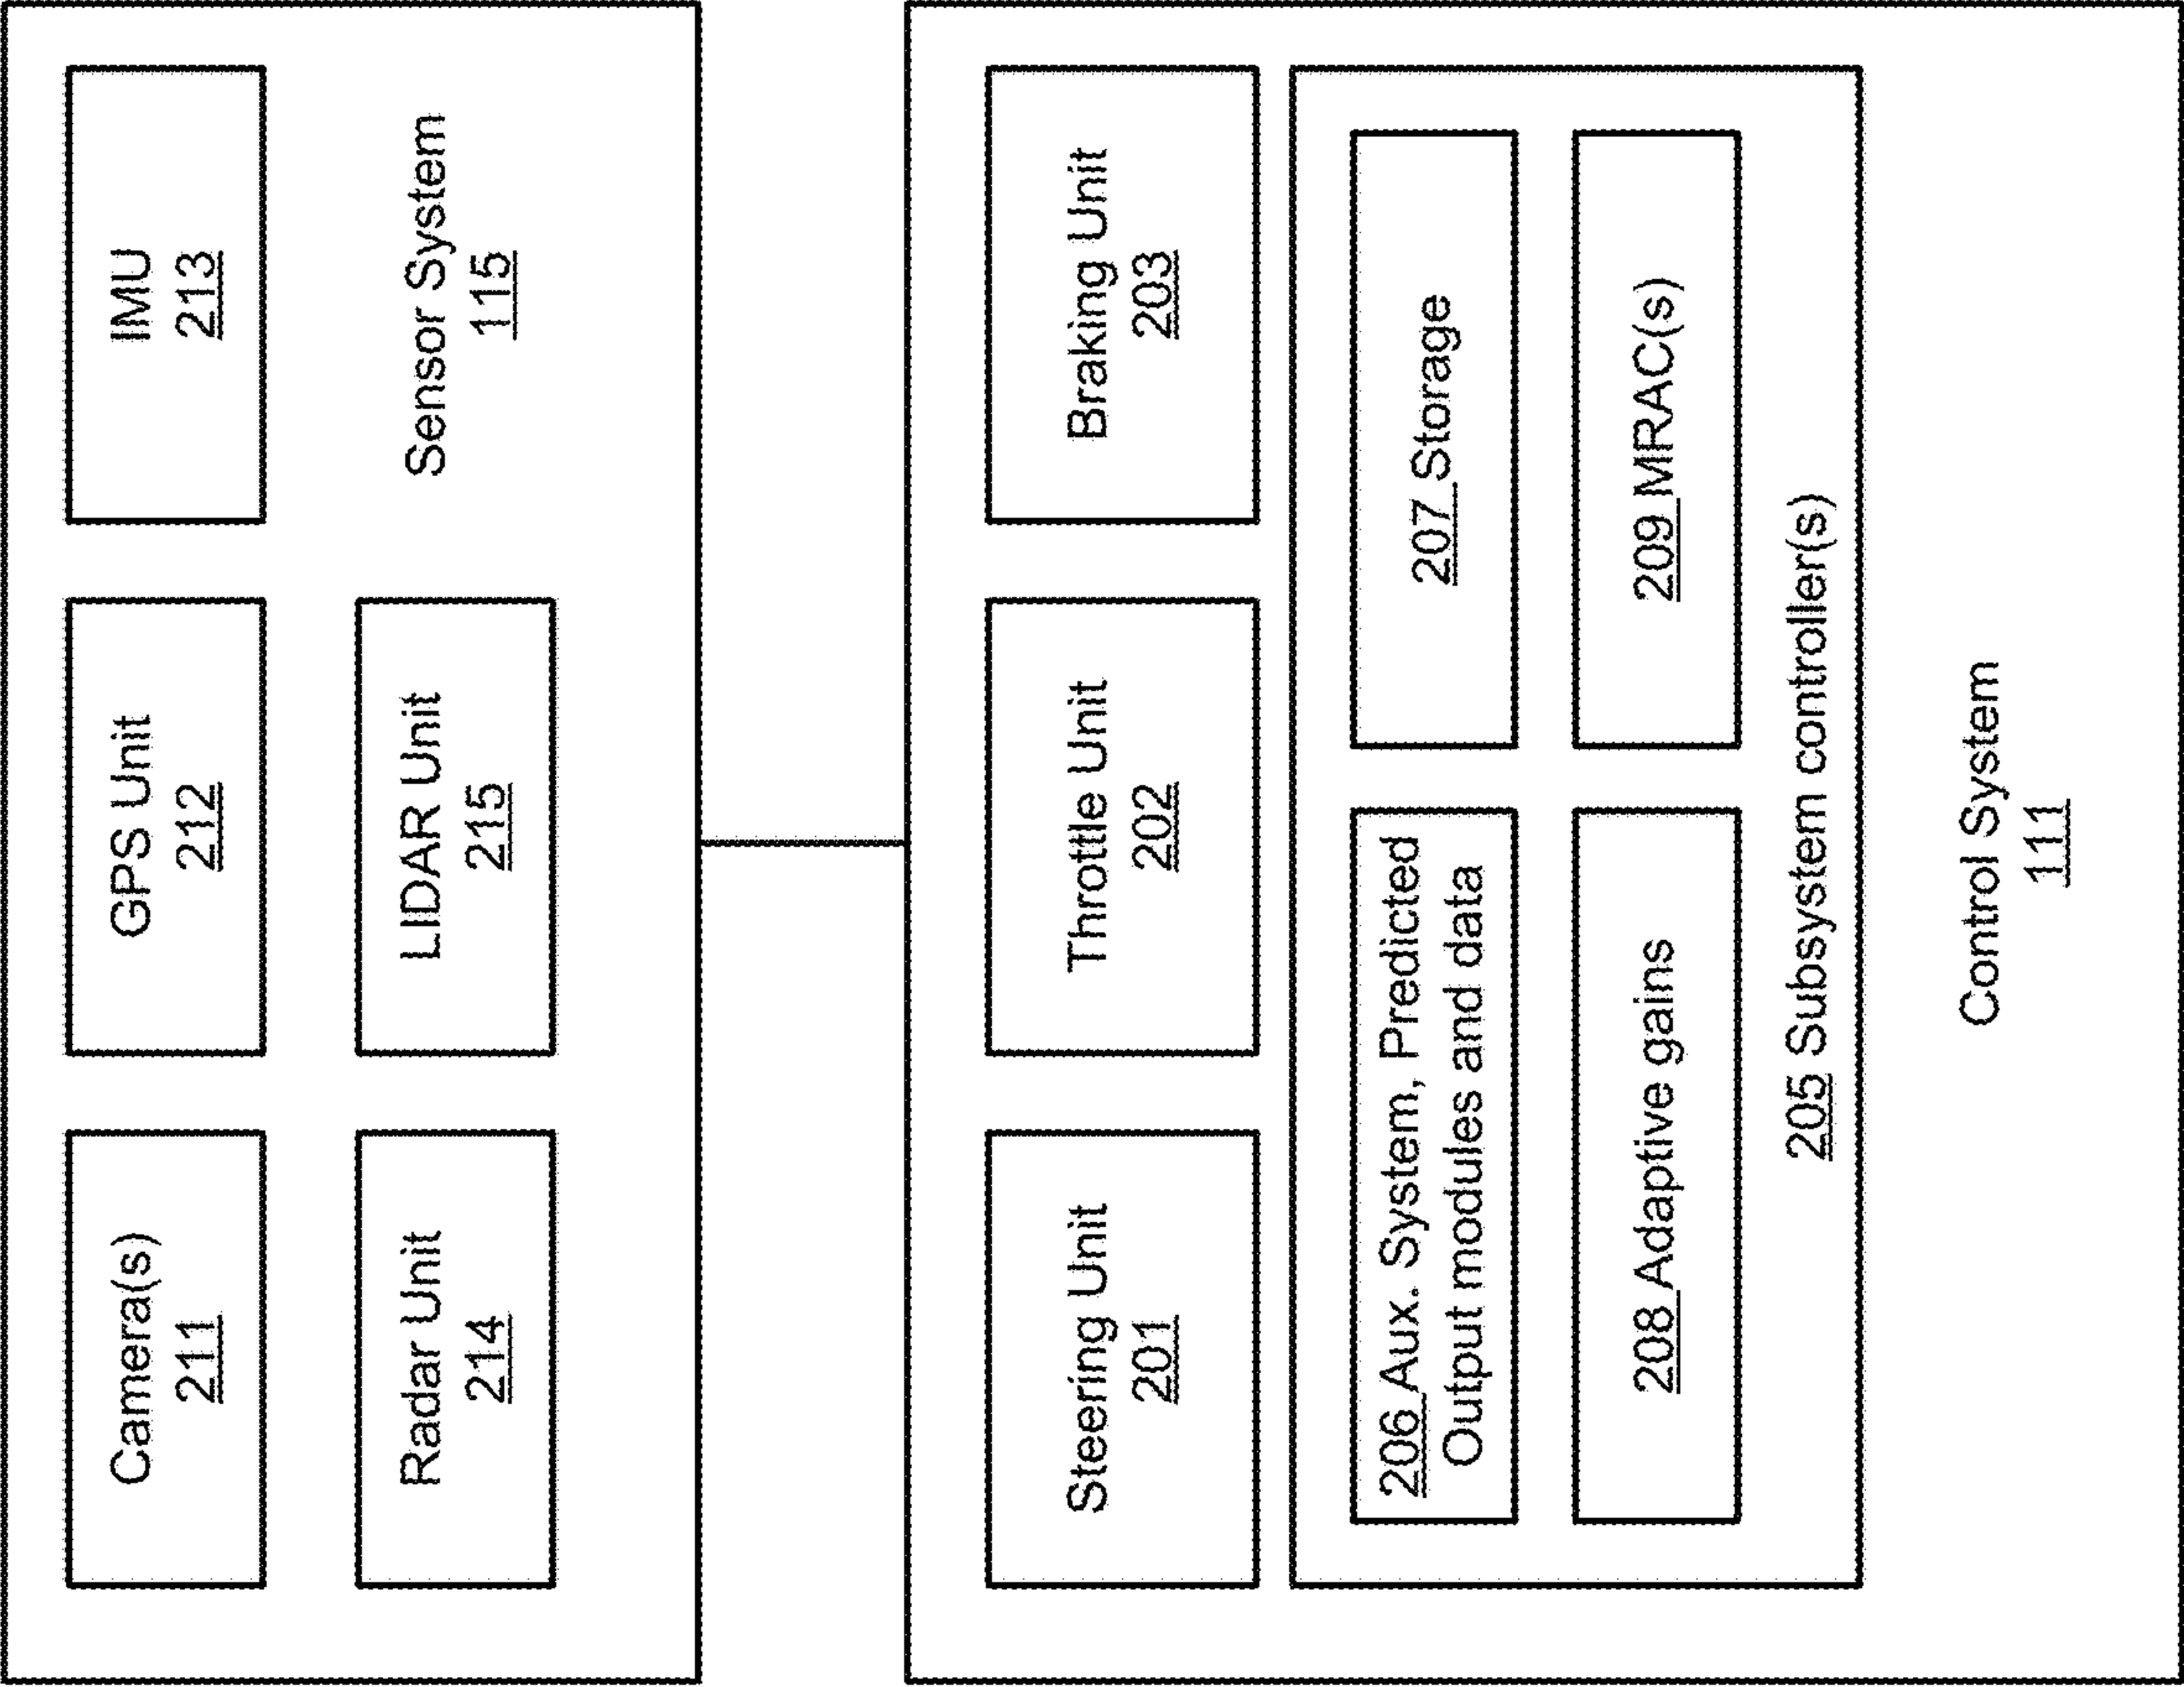 Camera(s)
211
GPS Unit
212
IMU
213
Radar Unit
214
LIDAR Unit
215
Sensor System
115
Steering Unit
201
Throttle Unit
202
Braking Unit
203
206 Aux. System, Predicted
Output modules and data
207 Storage
208 Adaptive gains
209 MRAC(s)
205 Subsystem controller(s)
Control System
111